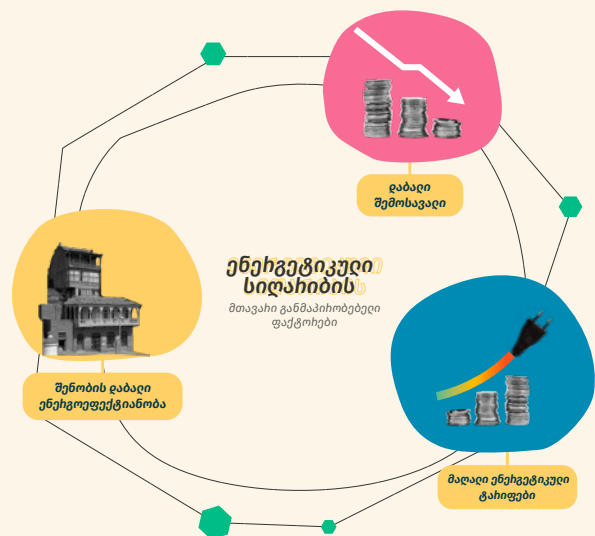 დაბალი
შემოსავალი
ენერგეტიკული
სიღარიბის
მთავარი განმაპირობებელი
ფაქტორები
შენობის დაბალი
ენერგოეფექტიანობა
მაღალი ენერგეტიკული
ტარიფები